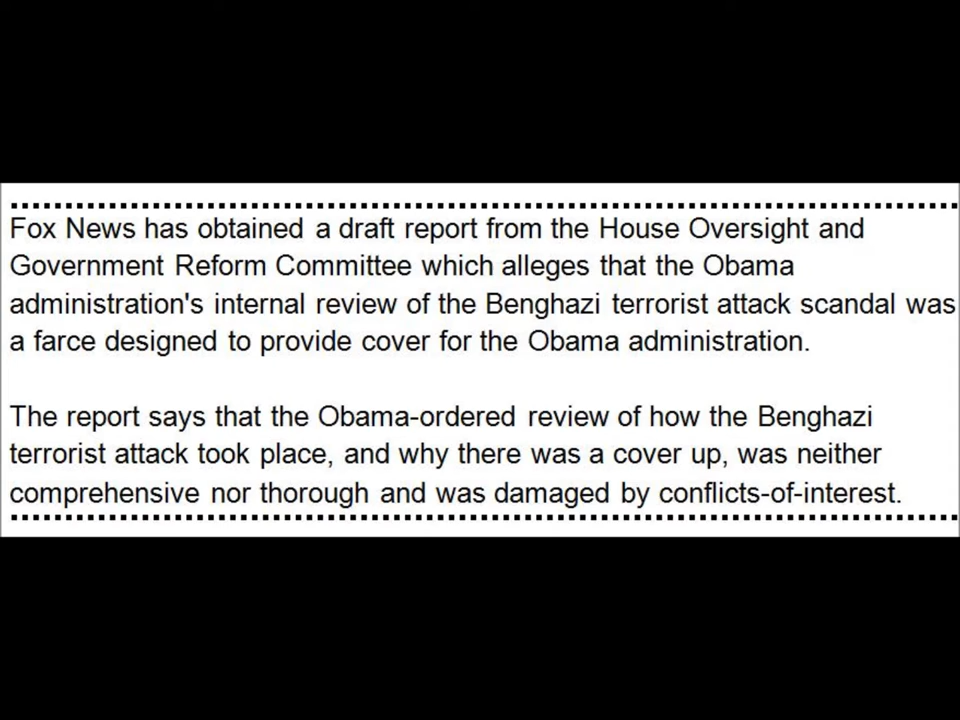 Fox News has obtained a draft report from the House Oversight and
Government Reform Committee which alleges that the Obama
administration's internal review of the Benghazi terrorist attack scandal was
a farce designed to provide cover for the Obama administration.
The report says that the Obama-ordered review of how the Benghazi
terrorist attack took place, and why there was a cover up, was neither
comprehensive nor thorough and was damaged by conflicts-of-interest.